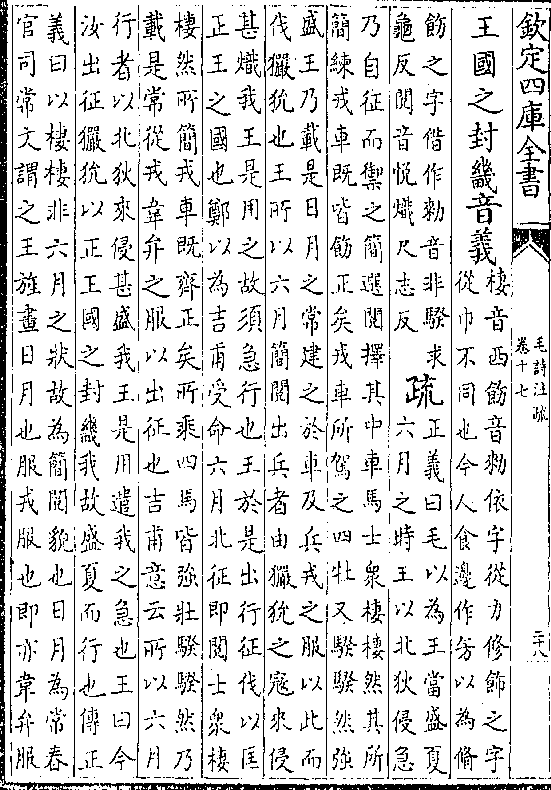 欽定四庫全書
毛詩注疏
卷十七
王國之封畿音義
棲音西飭音勑依字從力修飾之字
從巾不同也今人食邊作芳以為脩
飭之字借作勑音非騤求
龜反閱音悅熾尺志反
疏
正義曰毛以為王當盛夏
六月之時王以北狄侵急
乃自征而禦之簡選閱擇其中車馬士衆棲棲然其所
簡練戎車既皆飭正矣戎車所駕之四牡又騤騤然強
盛王乃載是日月之常建之於車及兵戎之服以此而
伐玁狁也王所以六月簡閱出兵者由玁狁之寇來侵
甚熾我王是用之故須急行也王於是出行征伐以匡
正王之國也鄭以為吉甫受命六月北征即閱士衆棲
棲然所簡戎車既齊正矣所乘四馬皆強壯騤騤然乃
載是常從戎韋弁之服以出征也吉甫意云所以六月
行者以北狄來侵甚盛我王是用遣我之急也王曰今
汝出征玁狁以正王國之封畿我故盛夏而行也傳正
義曰以棲棲非六月之狀故為簡閱貌也日月為常春
官司常文謂之王旌畫日月也服戎服也即亦韋弁服